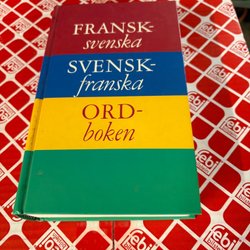 FRANSK-
svenska
SVENSK-
franska
ORD-
boken